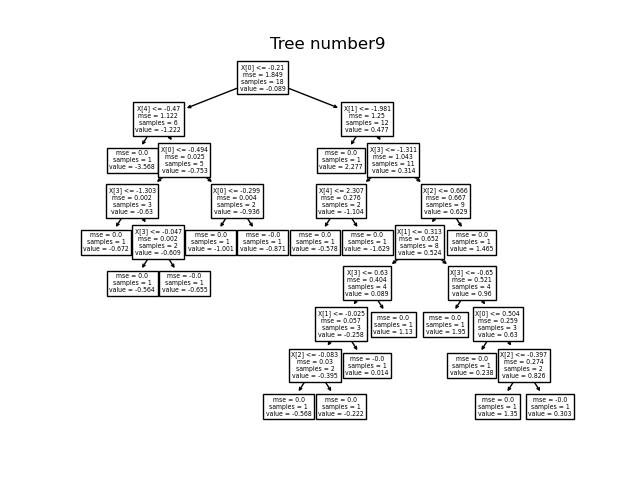 Tree number9
X[0] <= -0.21
mse = 1.849
samples = 18
value = -0.089
X[4] <= -0.47
mse = 1.122
samples = 6
value = -1.222
X[1] <= -1.981
mse = 1.25
samples = 12
value = 0.477
mse = 0.0
samples = 1
value = -3.568
X[0] <= -0.494
mse = 0.025
samples = 5
value = -0.753
mse = 0.0
samples = 1
value = 2.277
X[3] <= -1.311
mse = 1.043
samples = 11
value = 0.314
X[3] <= -1.303
mse = 0.002
samples = 3
value = -0.63
X[0] <= -0.299
mse = 0.004
samples = 2
value = -0.936
X[4] <= 2.307
mse = 0.276
samples = 2
value = -1.104
X[2] <= 0.666
mse = 0.667
samples = 9
value = 0.629
mse = 0.0
samples = 1
value = -0.672
X[3] <= -0.047
mse = 0.002
samples = 2
value = -0.609
mse = 0.0
samples = 1
value = -1.001
mse = -0.0
samples = 1
value = -0.871
mse = 0.0
samples = 1
value = -0.578
mse = 0.0
samples = 1
value = -1.629
X[1] <= 0.313
mse = 0.652
samples = 8
value = 0.524
mse = 0.0
samples = 1
value = 1.465
mse = 0.0
samples = 1
value = -0.564
mse = -0.0
samples = 1
value = -0.655
X[3] <= 0.63
mse = 0.404
samples = 4
value = 0.089
X[3] <= -0.65
mse = 0.521
samples = 4
value = 0.96
X[1] <= -0.025
mse = 0.057
samples = 3
value = -0.258
mse = 0.0
samples = 1
value = 1.13
mse = 0.0
samples = 1
value = 1.95
X[0] <= 0.504
mse = 0.259
samples = 3
value = 0.63
X[2] <= -0.083
mse = 0.03
samples = 2
value = -0.395
mse = -0.0
samples = 1
value = 0.014
mse = 0.0
samples = 1
value = 0.238
X[2] <= -0.397
mse = 0.274
samples = 2
value = 0.826
mse = 0.0
samples = 1
value = -0.568
mse = 0.0
samples = 1
value = -0.222
mse = 0.0
samples = 1
value = 1.35
mse = -0.0
samples = 1
value = 0.303